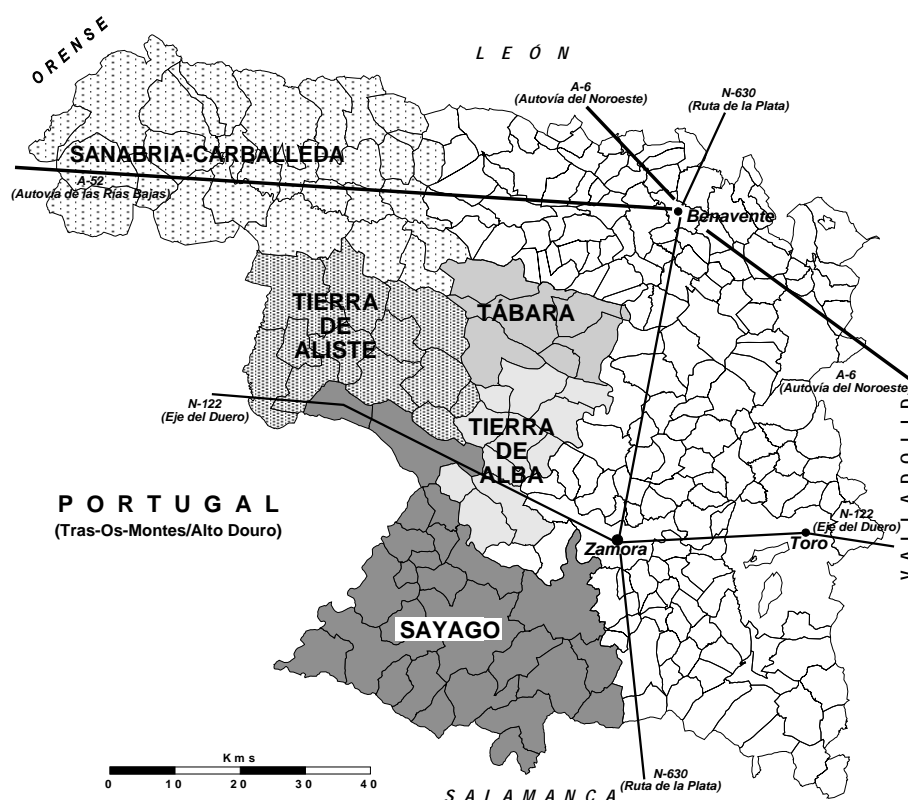 ORENSE
LEÓN
A-6
(Autovía del Noroeste)
N-630
(Ruta de la Plata)
SANABRIA-CARBALLEDA
A-52
(Autovía de las Rías Bajas)
Benavente
TIERRA
DE
ALISTE
TÁBARA
A-6
(Autovía del Noroeste)
N-122
(Eje del Duero)
TIERRA
DE
ALBA
VALLADOLID
PORTUGAL
(Tras-Os-Montes/Alto Douro)
N-122
(Eje del Duero)
Zamora
Toro
SAYAGO
Kms
0 10 20 30 40
N-630
(Ruta de la Plata)
SALAMANCA